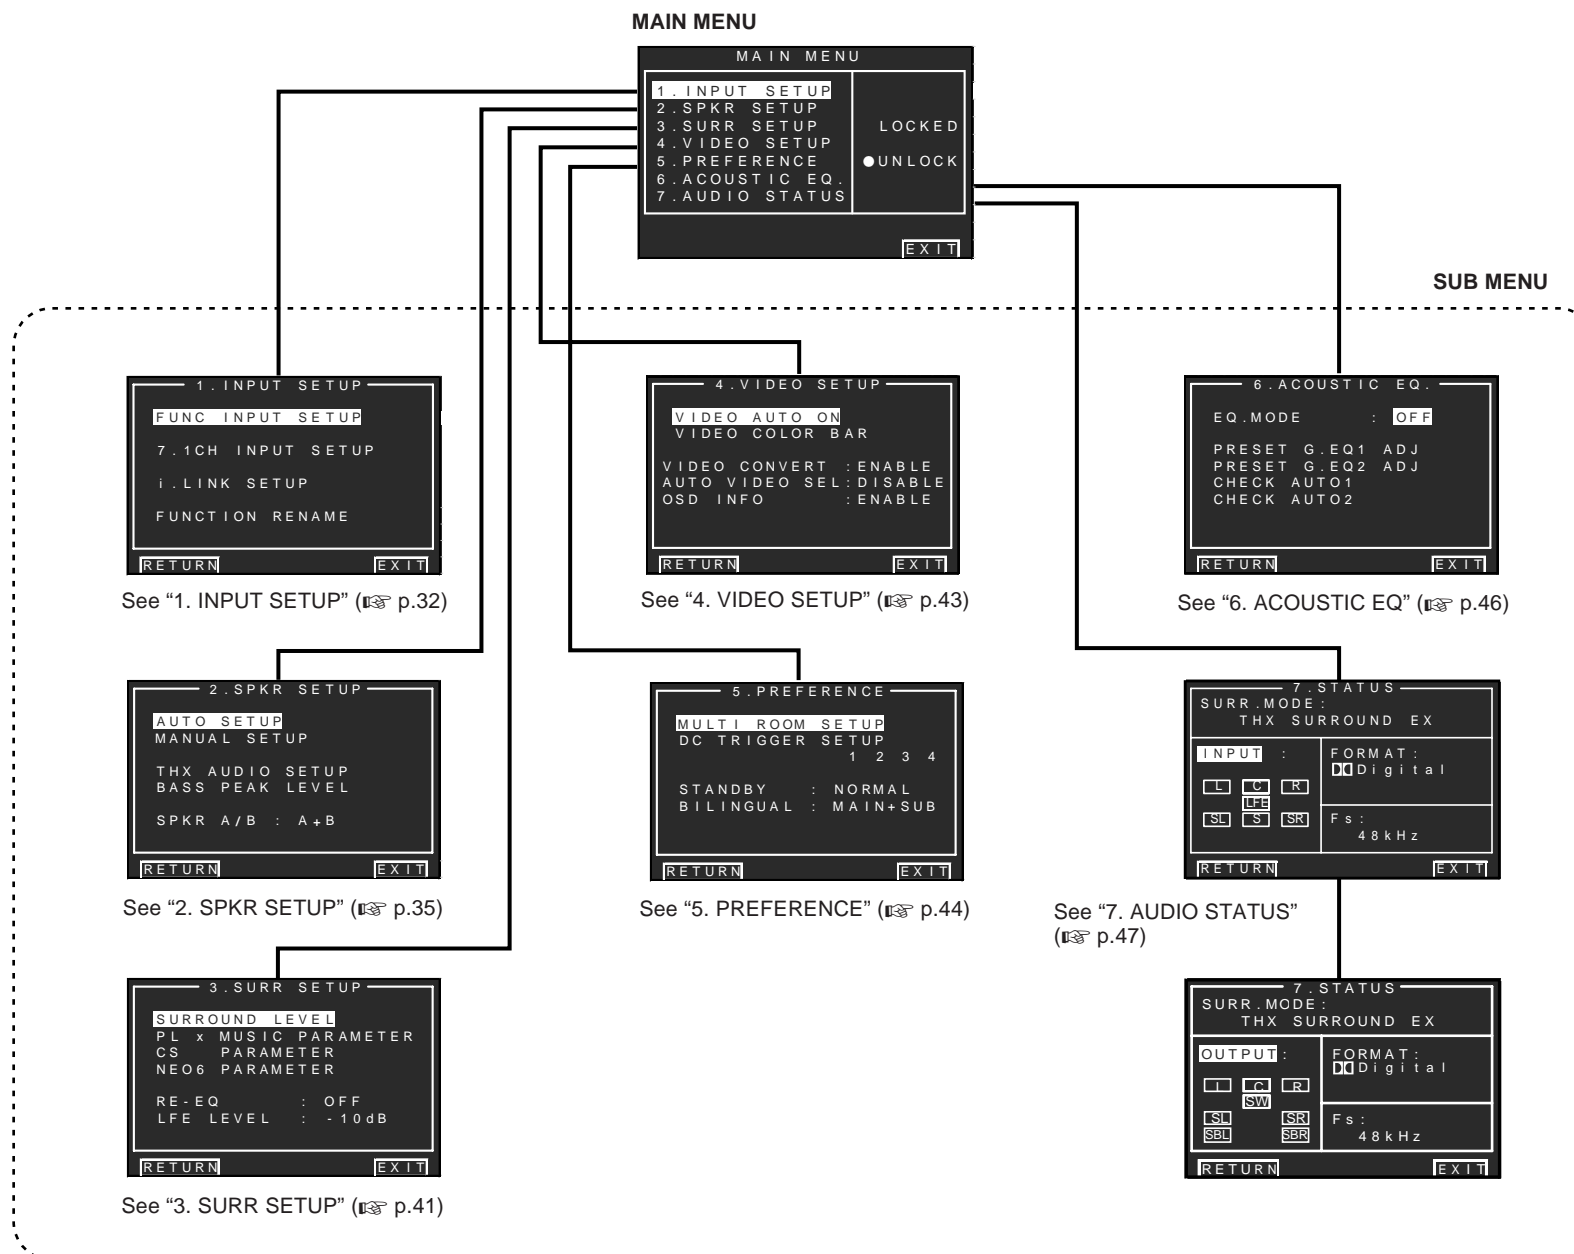 MAIN MENU
MAIN MENU
1.INPUT SETUP
2.SPKR SETUP
3.SURR SETUP
4.VIDEO SETUP
5.PREFERENCE
6.ACOUSTIC EQ.
7.AUDIO STATUS
LOCKED
●UNLOCK
EXIT
SUB MENU
1.INPUT SETUP
FUNC INPUT SETUP
7.1CH INPUT SETUP
i.LINK SETUP
FUNCTION RENAME
RETURN EXIT
See “1. INPUT SETUP” (☞ p.32)
4.VIDEO SETUP
VIDEO AUTO ON
VIDEO COLOR BAR
VIDEO CONVERT :ENABLE
AUTO VIDEO SEL:DISABLE
OSD INFO :ENABLE
RETURN EXIT
See “4. VIDEO SETUP” (☞ p.43)
6.ACOUSTIC EQ.
EQ.MODE : OFF
PRESET G.EQ1 ADJ
PRESET G.EQ2 ADJ
CHECK AUTO1
CHECK AUTO2
RETURN EXIT
See “6. ACOUSTIC EQ” (☞ p.46)
2.SPKR SETUP
AUTO SETUP
MANUAL SETUP
THX AUDIO SETUP
BASS PEAK LEVEL
SPKR A/B : A+B
RETURN EXIT
See “2. SPKR SETUP” (☞ p.35)
5.PREFERENCE
MULTI ROOM SETUP
DC TRIGGER SETUP
1 2 3 4
STANDBY : NORMAL
BILINGUAL : MAIN+SUB
RETURN EXIT
See “5. PREFERENCE” (☞ p.44)
7.STATUS
SURR.MODE:
THX SURROUND EX
INPUT :
L C R
LFE
SL S SR
FORMAT:
Digital
Fs:
48kHz
RETURN EXIT
See “7. AUDIO STATUS”
(☞ p.47)
3.SURR SETUP
SURROUND LEVEL
PL x MUSIC PARAMETER
CS PARAMETER
NEO6 PARAMETER
RE-EQ : OFF
LFE LEVEL : -10dB
RETURN EXIT
See “3. SURR SETUP” (☞ p.41)
7.STATUS
SURR.MODE:
THX SURROUND EX
OUTPUT:
L C R
SW
SL SR
SBL SBR
FORMAT:
Digital
Fs:
48kHz
RETURN EXIT